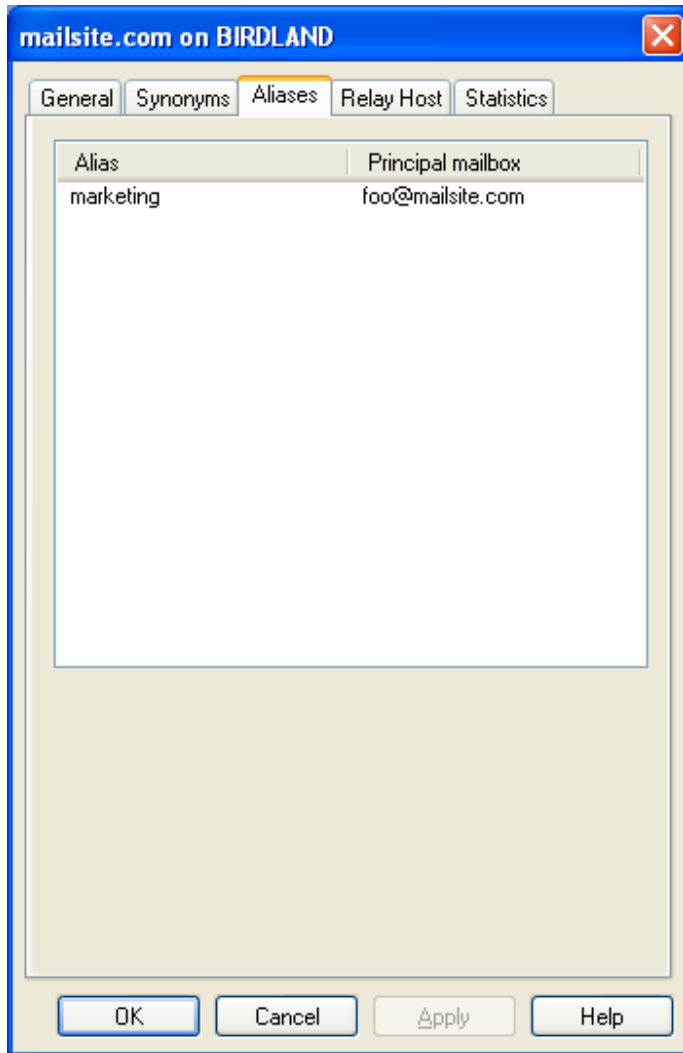 mailsite.com on BIRDLAND
General Synonyms Aliases Relay Host Statistics
Alias Principal mailbox
marketing foo@mailsite.com
OK Cancel Apply Help